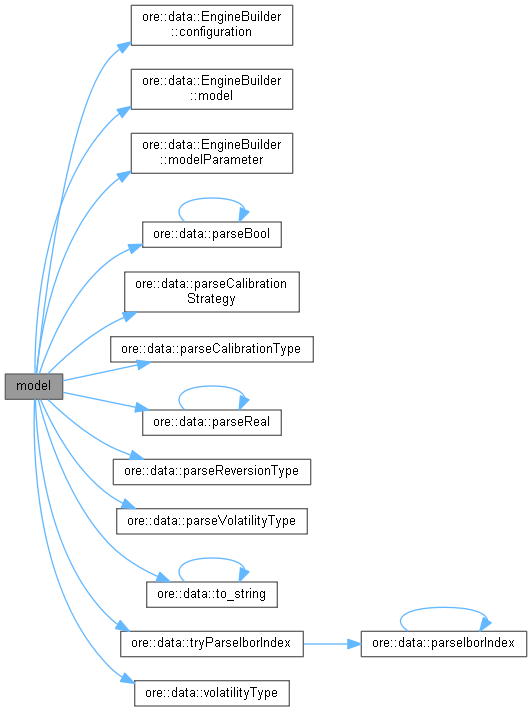 ore::data::EngineBuilder
::configuration
ore::data::EngineBuilder
::model
ore::data::EngineBuilder
::modelParameter
ore::data::parseBool
ore::data::parseCalibration
Strategy
ore::data::parseCalibrationType
model
ore::data::parseReal
ore::data::parseReversionType
ore::data::parseVolatilityType
ore::data::to_string
ore::data::tryParseIborIndex
ore::data::parseIborIndex
ore::data::volatilityType